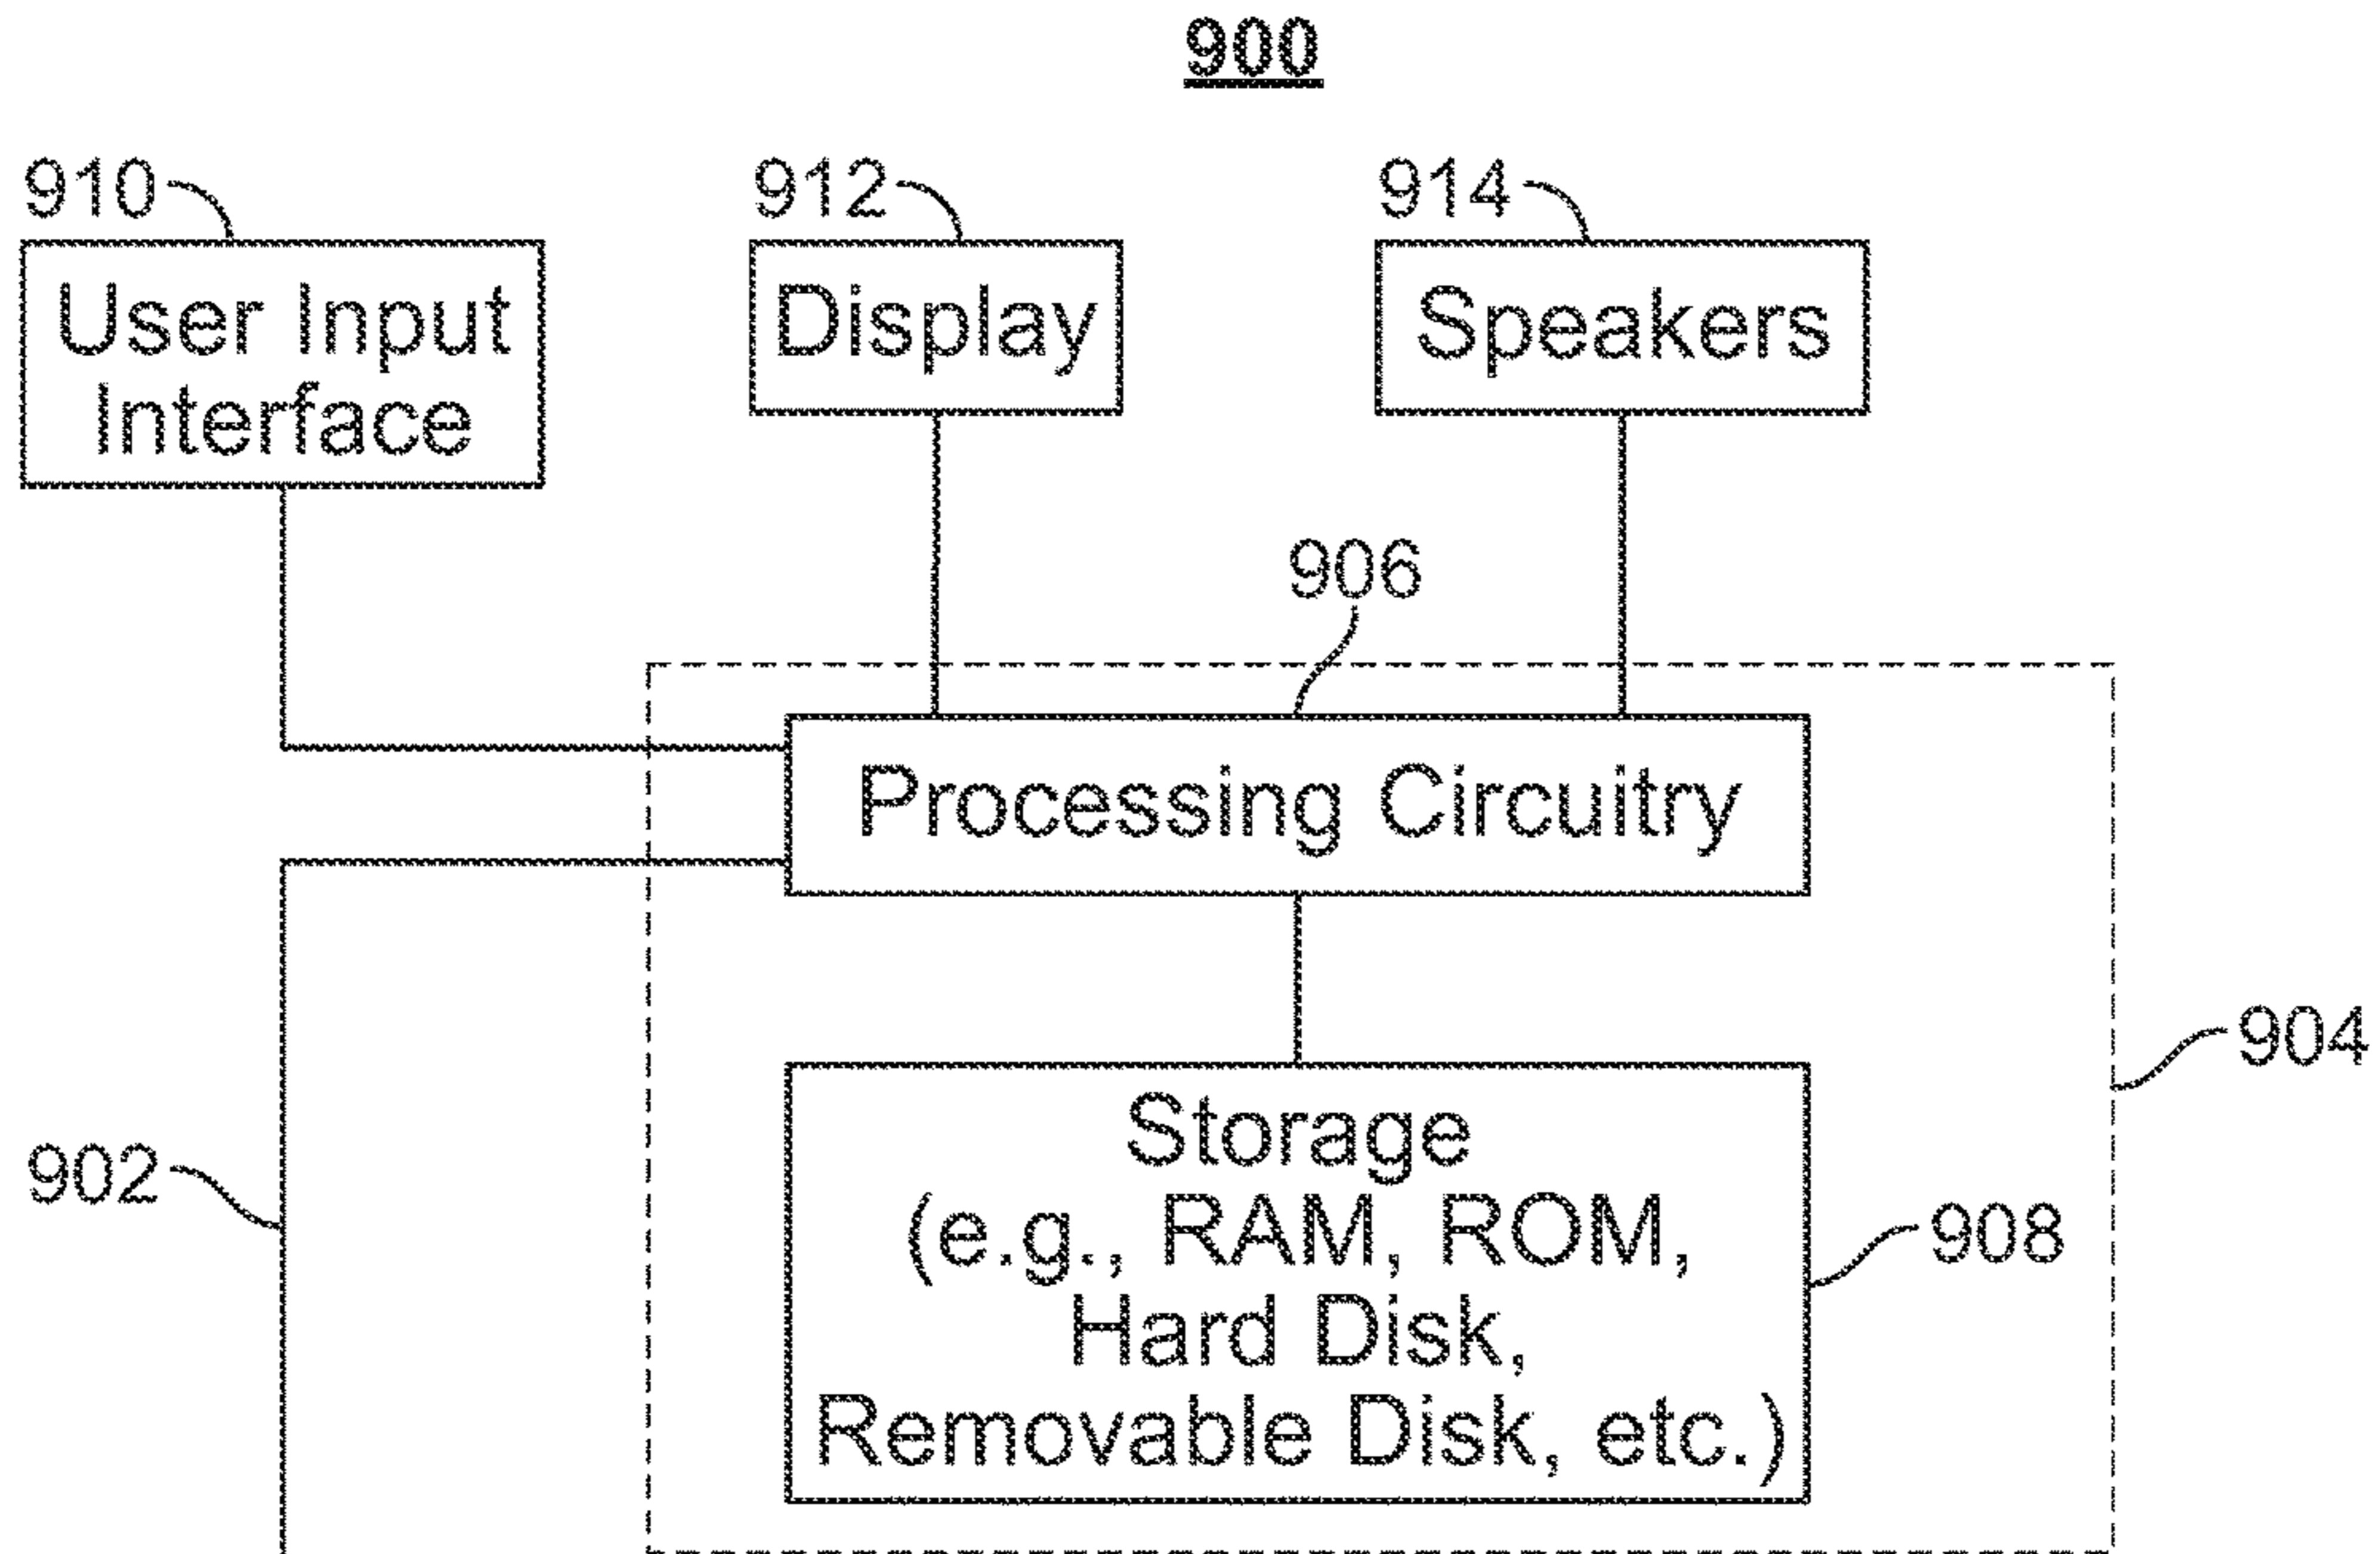 900
910
912
914
User Input
Interface
Display
Speakers
906
Processing Circuitry
904
902
Storage
(e.g., RAM, ROM,
Hard Disk,
Removable Disk, etc.)
908